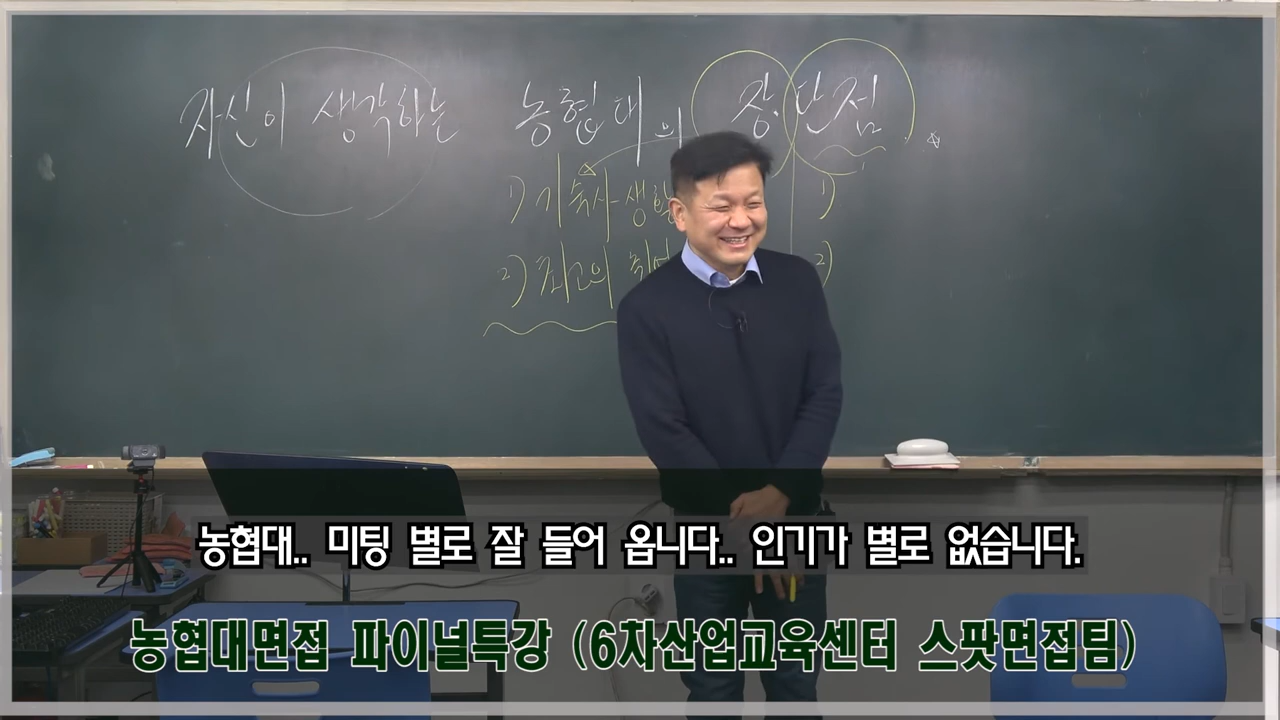 자신이 생각하는 농협대의 장.단점
1) 기숙사 생활 1)
2) 최고의 2)
농협대.. 미팅 별로 잘 들어 옵니다.. 인기가 별로 없습니다.
농협대면접 파이널특강 (6차산업교육센터 스팟면접팀)